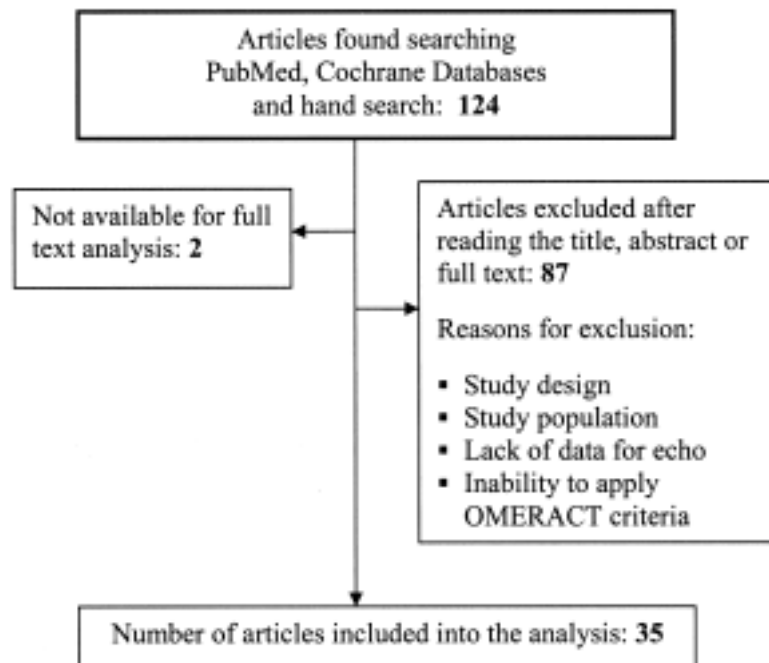 Articles found searching
PubMed, Cochrane Databases
and hand search: 124
Not available for full
text analysis: 2
Articles excluded after
reading the title, abstract or
full text: 87
Reasons for exclusion:
▪ Study design
▪ Study population
▪ Lack of data for echo
▪ Inability to apply
OMERACT criteria
Number of articles included into the analysis: 35